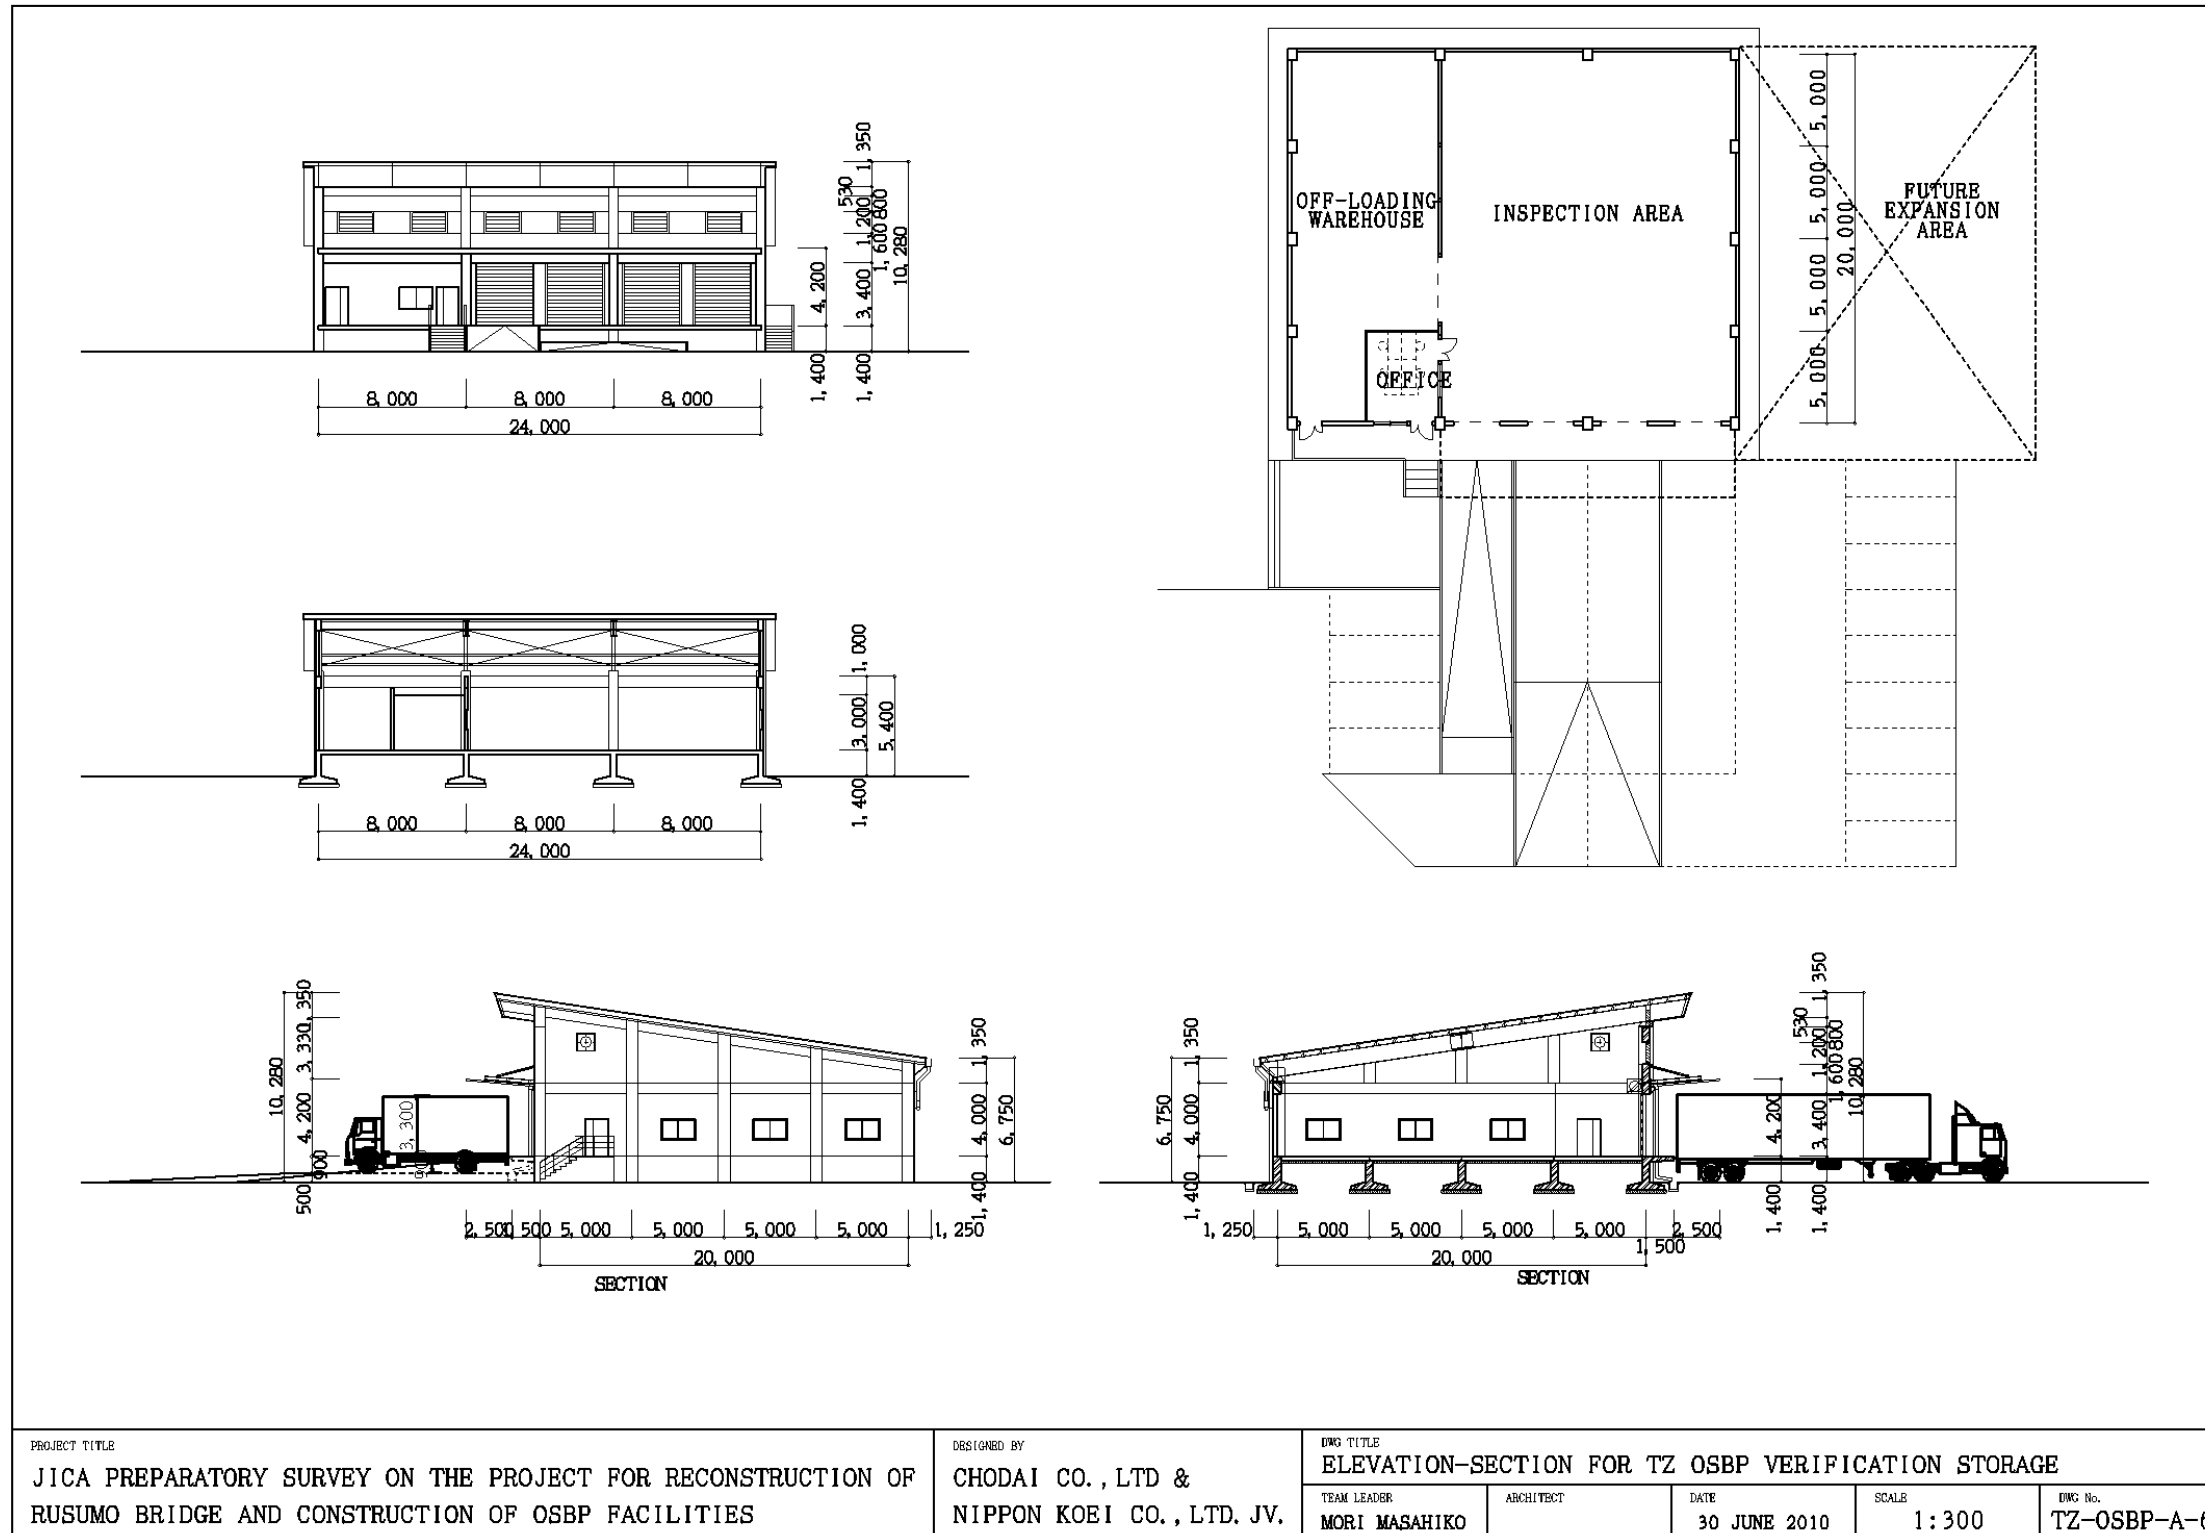 1,350
530
800
1,200
1,600
10,280
4,200
3,400
1,400
1,400
8,000
8,000
8,000
24,000
OFF-LOADING
WAREHOUSE
INSPECTION AREA
OFFICE
5,000
5,000
5,000
5,000
20,000
FUTURE
EXPANSION
AREA
1,000
3,000
5,400
1,400
8,000
8,000
8,000
24,000
1,350
3,330
10,280
4,200
900
500
3,300
900
1,350
4,000
6,750
1,400
2,500
1,500
5,000
5,000
5,000
5,000
1,250
20,000
SECTION
1,350
6,750
4,000
1,400
1,350
530
800
1,200
1,600
10,280
4,200
3,400
1,400
1,400
1,250
5,000
5,000
5,000
5,000
2,500
1,500
20,000
SECTION
PROJECT TITLE
JICA PREPARATORY SURVEY ON THE PROJECT FOR RECONSTRUCTION OF
RUSUMO BRIDGE AND CONSTRUCTION OF OSBP FACILITIES
DESIGNED BY
CHODAI CO.,LTD &
NIPPON KOEI CO.,LTD. JV.
DWG TITLE
ELEVATION-SECTION FOR TZ OSBP VERIFICATION STORAGE
TEAM LEADER
MORI MASAHIKO
ARCHITECT
DATE
30 JUNE 2010
SCALE
1:300
DWG No.
TZ-OSBP-A-